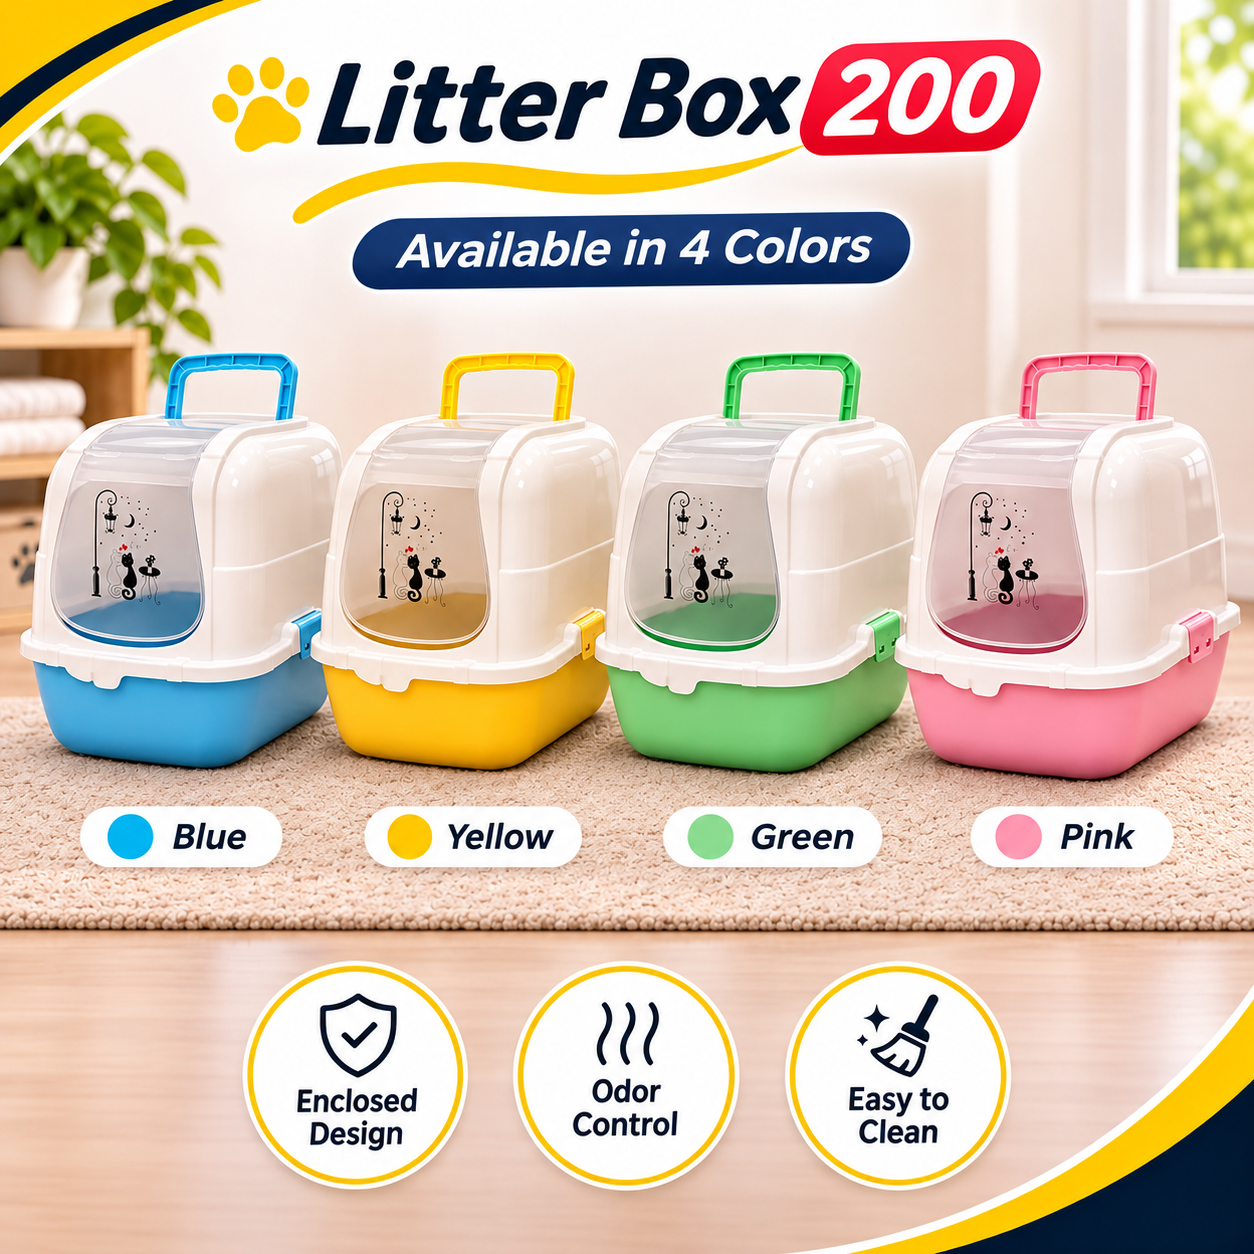 Litter Box 200
Available in 4 Colors
Blue
Yellow
Green
Pink
Enclosed
Design
Odor
Control
Easy to
Clean